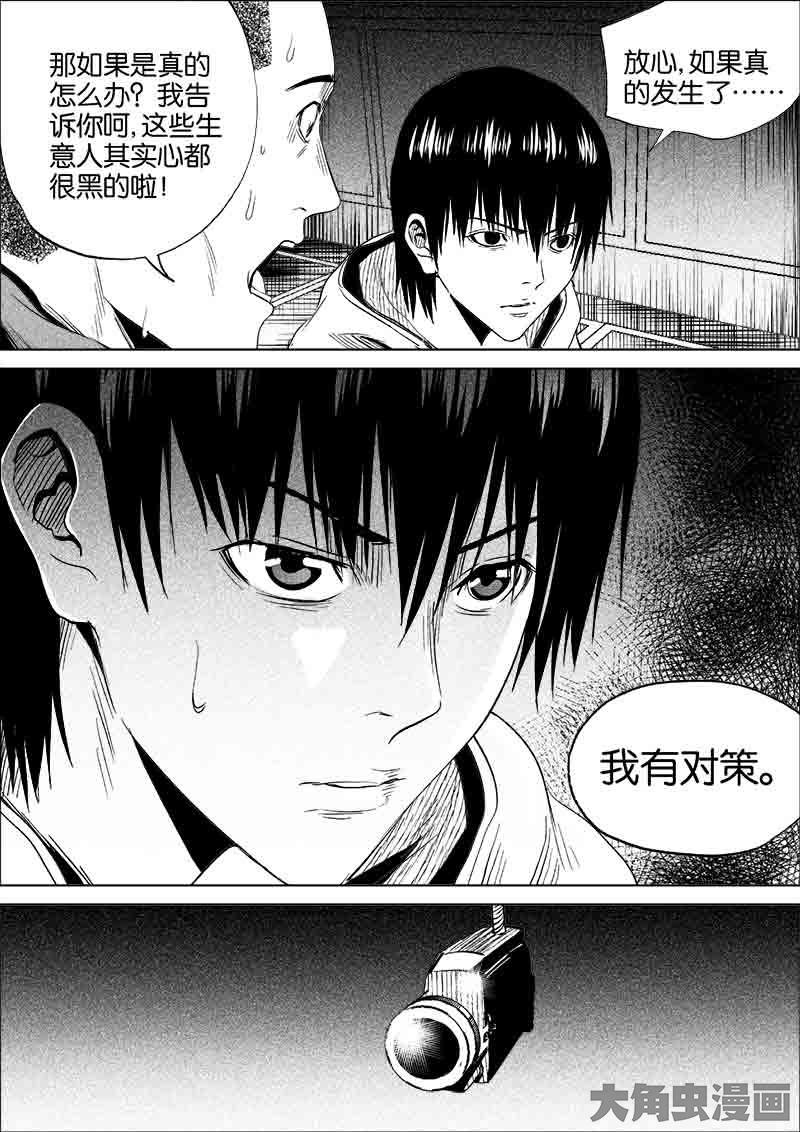 那如果是真的
怎么办？我告
诉你呵，这些生
意人其实心都
很黑的啦！
放心，如果真
的发生了……
我有对策。
大角虫漫画